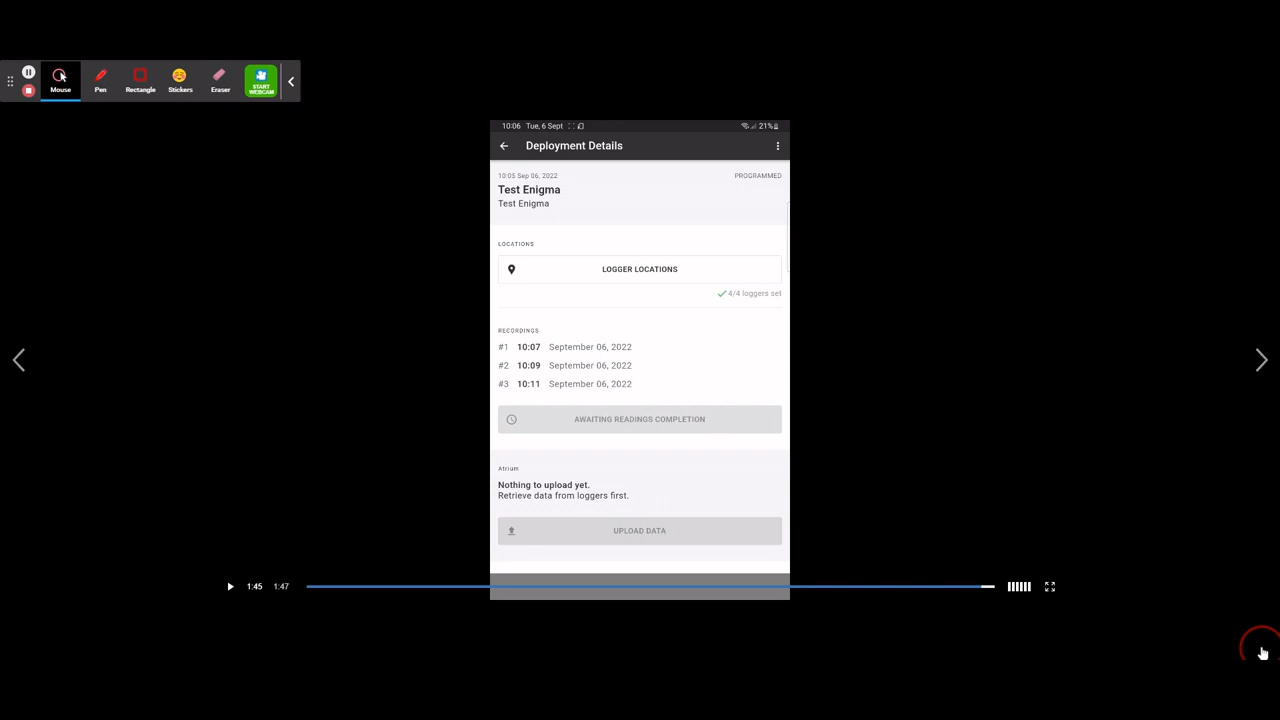 Mouse
Pen
Rectangle
Stickers
Eraser
START
WEBCAM
10:06 Tue, 6 Sept
21%
Deployment Details
10:05 Sep 06, 2022
PROGRAMMED
Test Enigma
Test Enigma
LOCATIONS
LOGGER LOCATIONS
4/4 loggers set
RECORDINGS
#1 10:07 September 06, 2022
#2 10:09 September 06, 2022
#3 10:11 September 06, 2022
AWAITING READINGS COMPLETION
Atrium
Nothing to upload yet.
Retrieve data from loggers first.
UPLOAD DATA
1:45 1:47